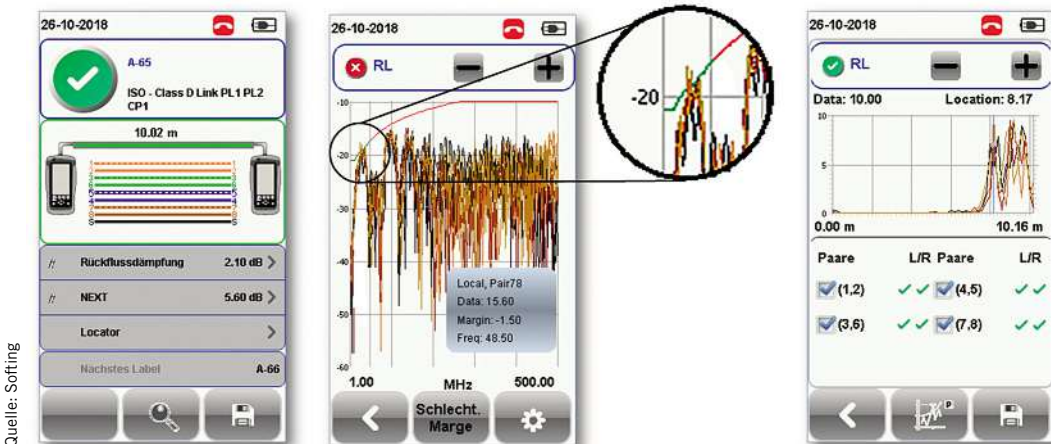 26-10-2018
A-65
ISO - Class D Link PL1 PL2
CP1
10.02 m
Rückflussdämpfung 2.10 dB >
NEXT 5.60 dB >
Locator >
Nächstes Label A-66
26-10-2018
RL
-10
-20
-30
-40
-50
-60
Local, Pair78
Data: 15.60
Margin: -1.50
Freq: 48.50
1.00 MHz 500.00
Schlecht.
Marge
-20
26-10-2018
RL
Data: 10.00 Location: 8.17
10
5
0
0.00 m 10.16 m
Paare L/R Paare L/R
(1,2) (4,5)
(3,6) (7,8)
Quelle: Softing